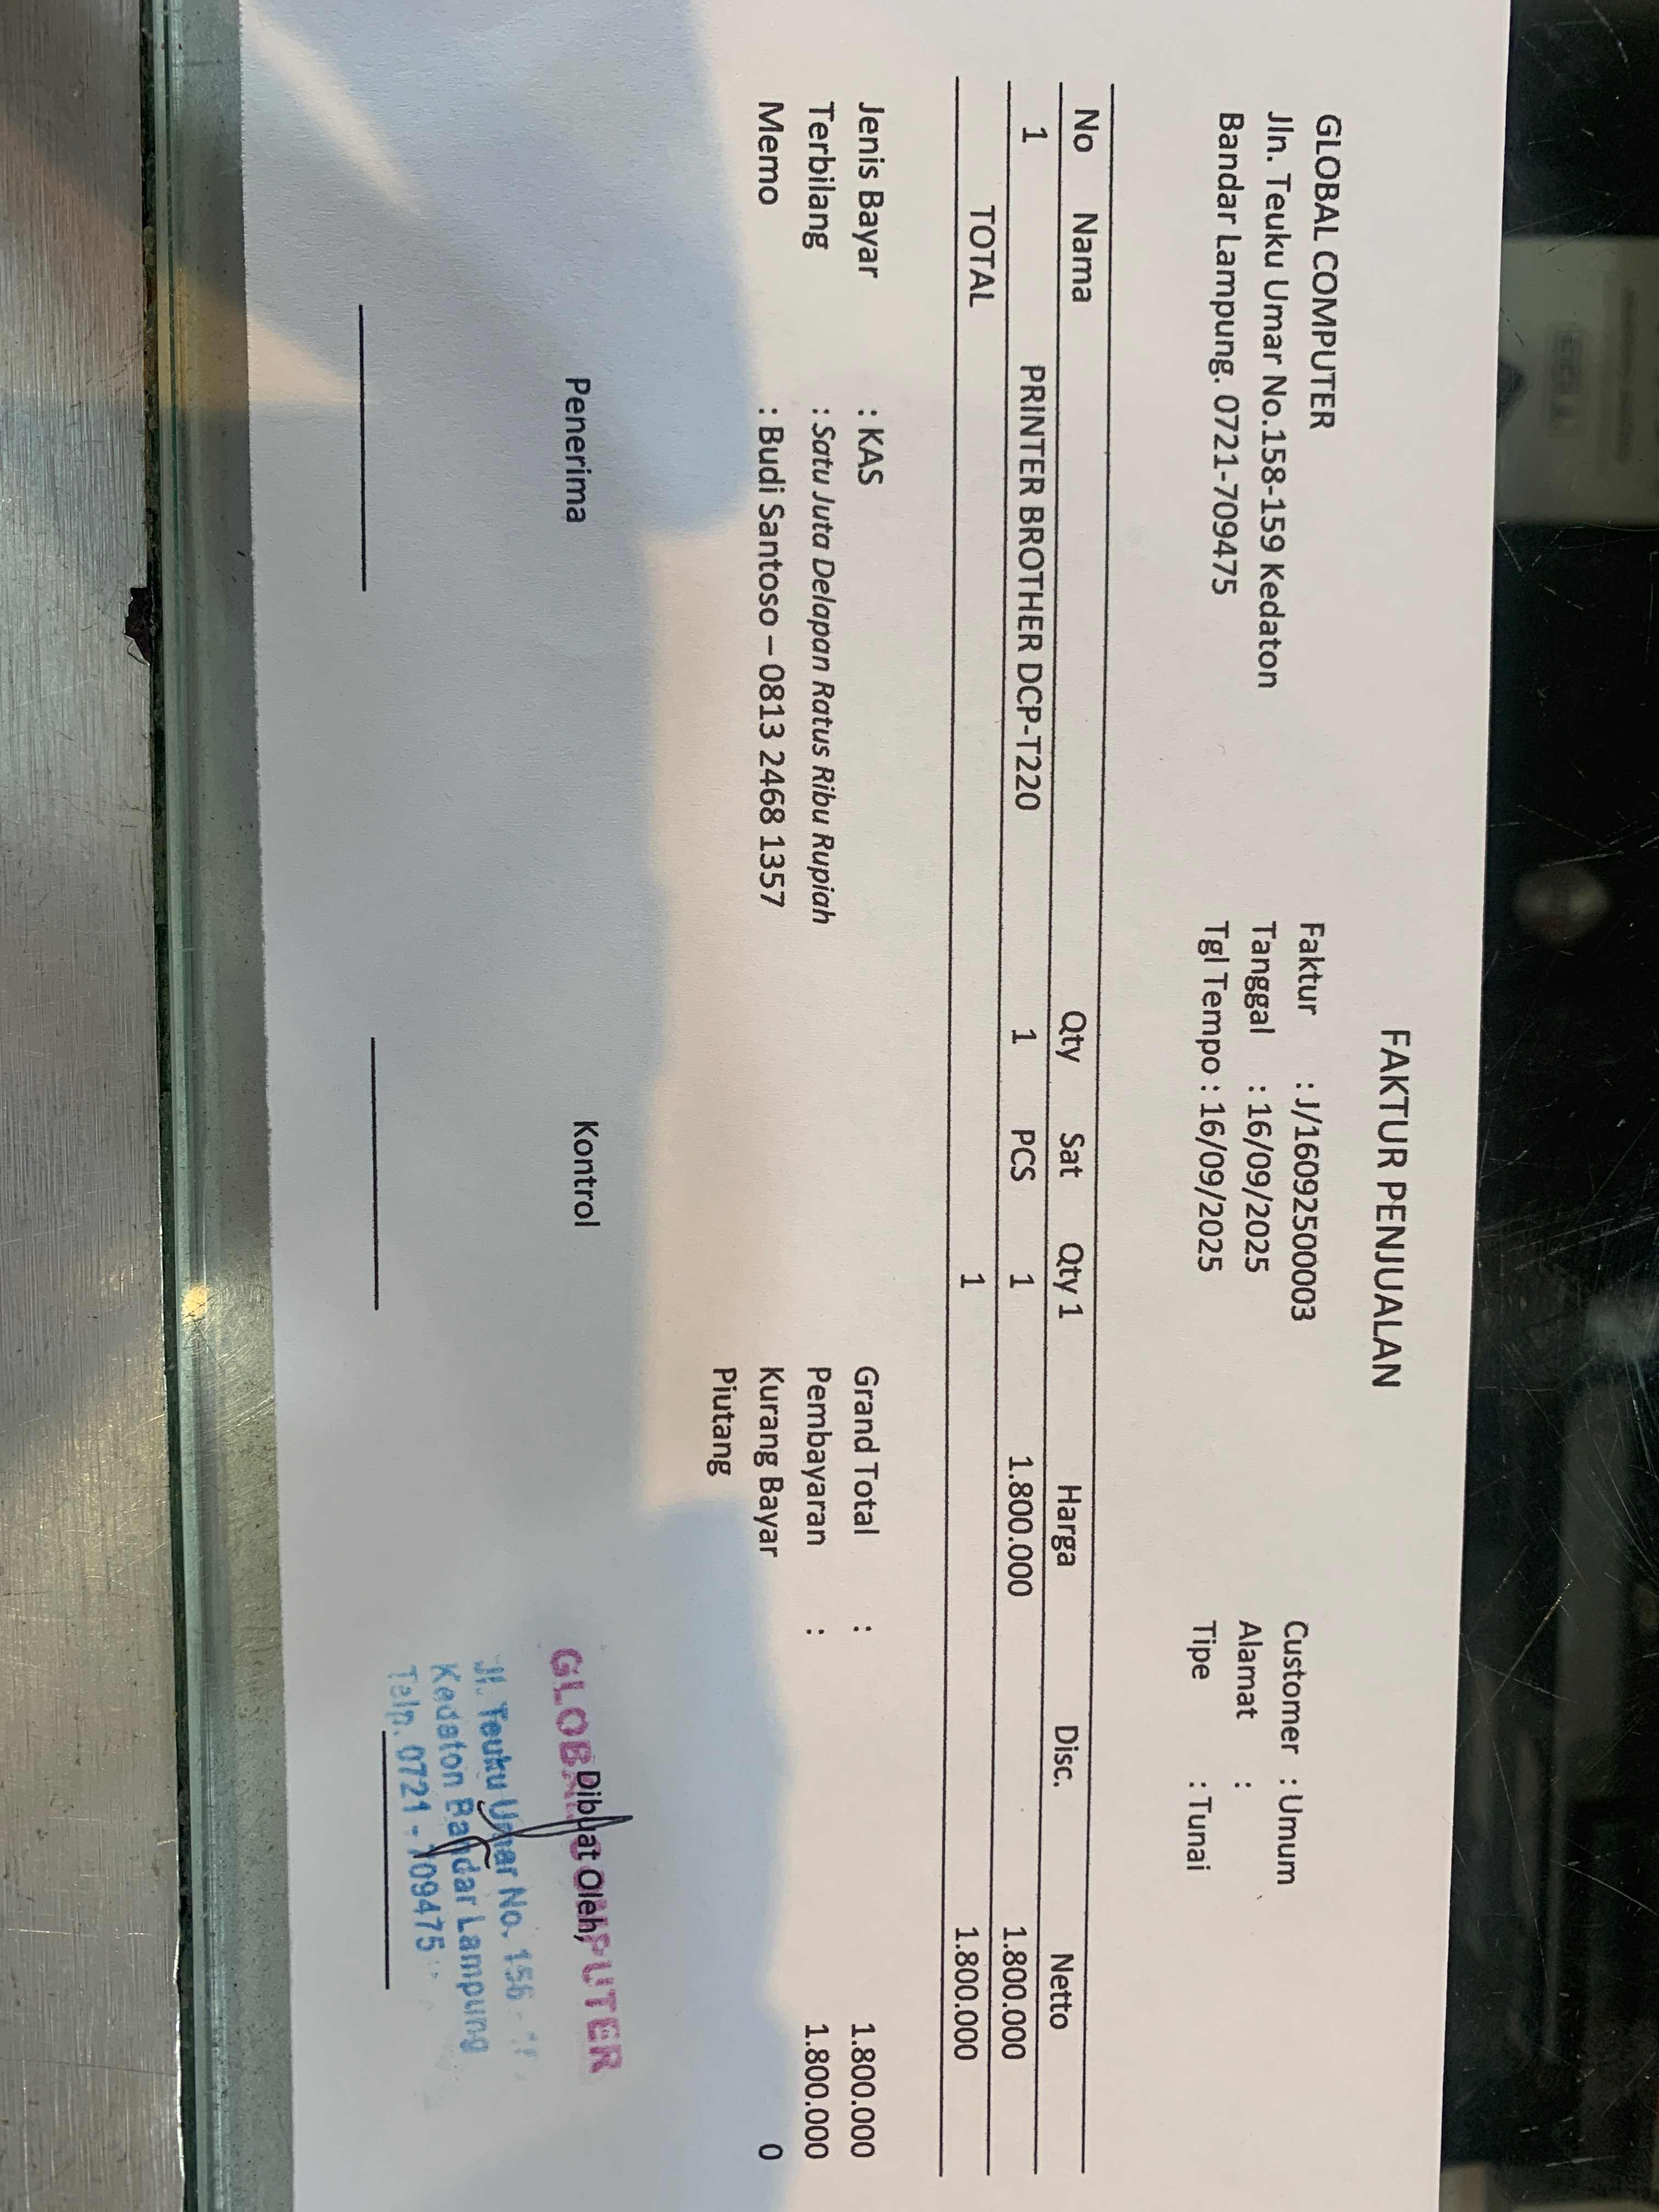 FAKTUR PENJUALAN
GLOBAL COMPUTER
Jln. Teuku Umar No.158-159 Kedaton
Bandar Lampung. 0721-709475
Faktur : J/16092500003
Tanggal : 16/09/2025
Tgl Tempo : 16/09/2025
Customer : Umum
Alamat :
Tipe : Tunai
No Nama Qty Sat Qty 1 Harga Disc. Netto
1 PRINTER BROTHER DCP-T220 1 PCS 1 1.800.000 1.800.000
TOTAL 1 1.800.000
Jenis Bayar : KAS
Terbilang : Satu Juta Delapan Ratus Ribu Rupiah
Memo : Budi Santoso – 0813 2468 1357
Grand Total : 1.800.000
Pembayaran : 1.800.000
Kurang Bayar 0
Piutang
Penerima
Kontrol
Dibuat Oleh,
GLOBAL COMPUTER
Jl. Teuku Umar No.
Kedaton Bandar Lampung
Telp. 0721 - 709475